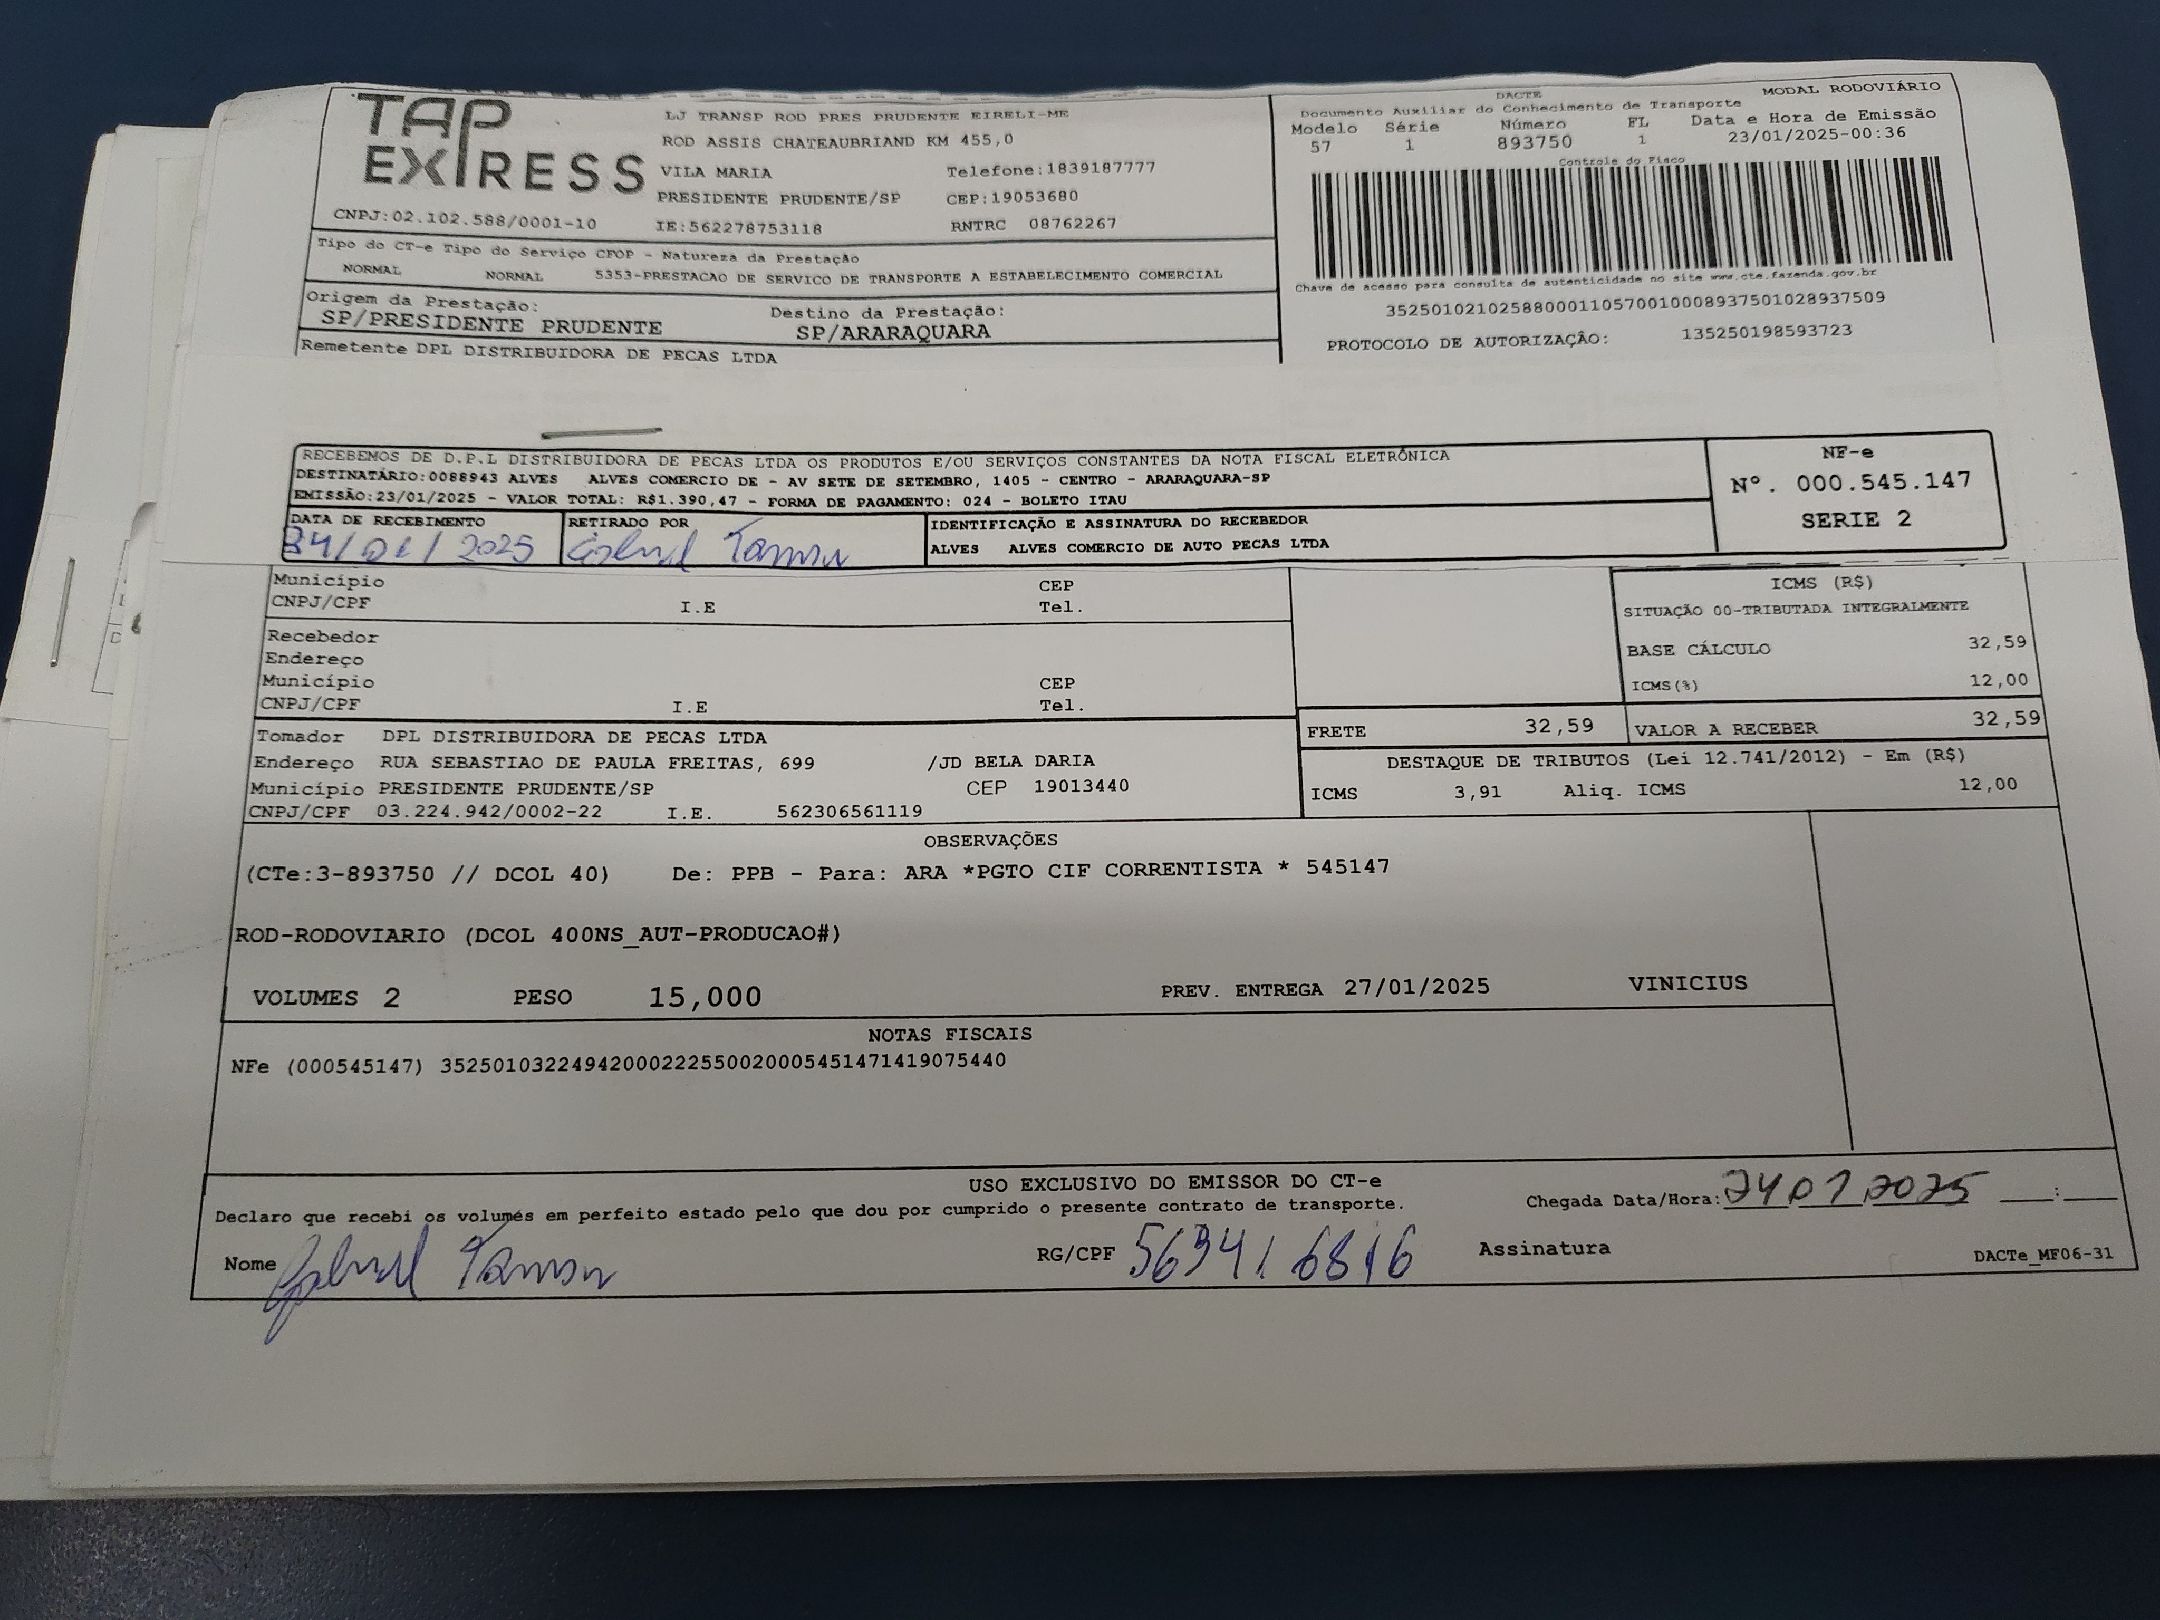 TAP EXPRESS
LJ TRANSP ROD PRES PRUDENTE EIRELI-ME
ROD ASSIS CHATEAUBRIAND KM 455,0
VILA MARIA Telefone:1839187777
PRESIDENTE PRUDENTE/SP CEP:19053680
CNPJ:02.102.588/0001-10 IE:562278753118 RNTRC 08762267
DACTE MODAL RODOVIÁRIO
Documento Auxiliar do Conhecimento de Transporte
Modelo Série Número FL Data e Hora de Emissão
57 1 893750 1 23/01/2025-00:36
Controle do Fisco
Chave de acesso para consulta de autenticidade no site www.cte.fazenda.gov.br
35250102102588000110570010008937501028937509
PROTOCOLO DE AUTORIZAÇÃO: 135250198593723
Tipo do CT-e Tipo do Serviço CFOP - Natureza da Prestação
NORMAL NORMAL 5353-PRESTACAO DE SERVICO DE TRANSPORTE A ESTABELECIMENTO COMERCIAL
Origem da Prestação: Destino da Prestação:
SP/PRESIDENTE PRUDENTE SP/ARARAQUARA
Remetente DPL DISTRIBUIDORA DE PECAS LTDA
RECEBEMOS DE D.P.L DISTRIBUIDORA DE PECAS LTDA OS PRODUTOS E/OU SERVIÇOS CONSTANTES DA NOTA FISCAL ELETRÔNICA
DESTINATÁRIO:0088943 ALVES ALVES COMERCIO DE - AV SETE DE SETEMBRO, 1405 - CENTRO - ARARAQUARA-SP
EMISSÃO:23/01/2025 - VALOR TOTAL: R$1.390,47 - FORMA DE PAGAMENTO: 024 - BOLETO ITAU
NF-e
Nº. 000.545.147
SERIE 2
DATA DE RECEBIMENTO RETIRADO POR IDENTIFICAÇÃO E ASSINATURA DO RECEBEDOR
24/01/2025 Gabriel ALVES ALVES COMERCIO DE AUTO PECAS LTDA
Município CEP
CNPJ/CPF I.E Tel.
Recebedor
Endereço
Município CEP
CNPJ/CPF I.E Tel.
ICMS (R$)
SITUAÇÃO 00-TRIBUTADA INTEGRALMENTE
BASE CÁLCULO 32,59
ICMS(%) 12,00
FRETE 32,59 VALOR A RECEBER 32,59
Tomador DPL DISTRIBUIDORA DE PECAS LTDA
Endereço RUA SEBASTIAO DE PAULA FREITAS, 699 /JD BELA DARIA
Município PRESIDENTE PRUDENTE/SP CEP 19013440
CNPJ/CPF 03.224.942/0002-22 I.E. 562306561119
DESTAQUE DE TRIBUTOS (Lei 12.741/2012) - Em (R$)
ICMS 3,91 Aliq. ICMS 12,00
OBSERVAÇÕES
(CTe:3-893750 // DCOL 40) De: PPB - Para: ARA *PGTO CIF CORRENTISTA * 545147
ROD-RODOVIARIO (DCOL 400NS_AUT-PRODUCAO#)
VOLUMES 2 PESO 15,000 PREV. ENTREGA 27/01/2025 VINICIUS
NOTAS FISCAIS
NFe (000545147) 35250103224942000222550020005451471419075440
USO EXCLUSIVO DO EMISSOR DO CT-e
Declaro que recebi os volumes em perfeito estado pelo que dou por cumprido o presente contrato de transporte.
Chegada Data/Hora: 24 01 2025 ___:___
Nome Gabriel RG/CPF 563416816 Assinatura
DACTe_MF06-31